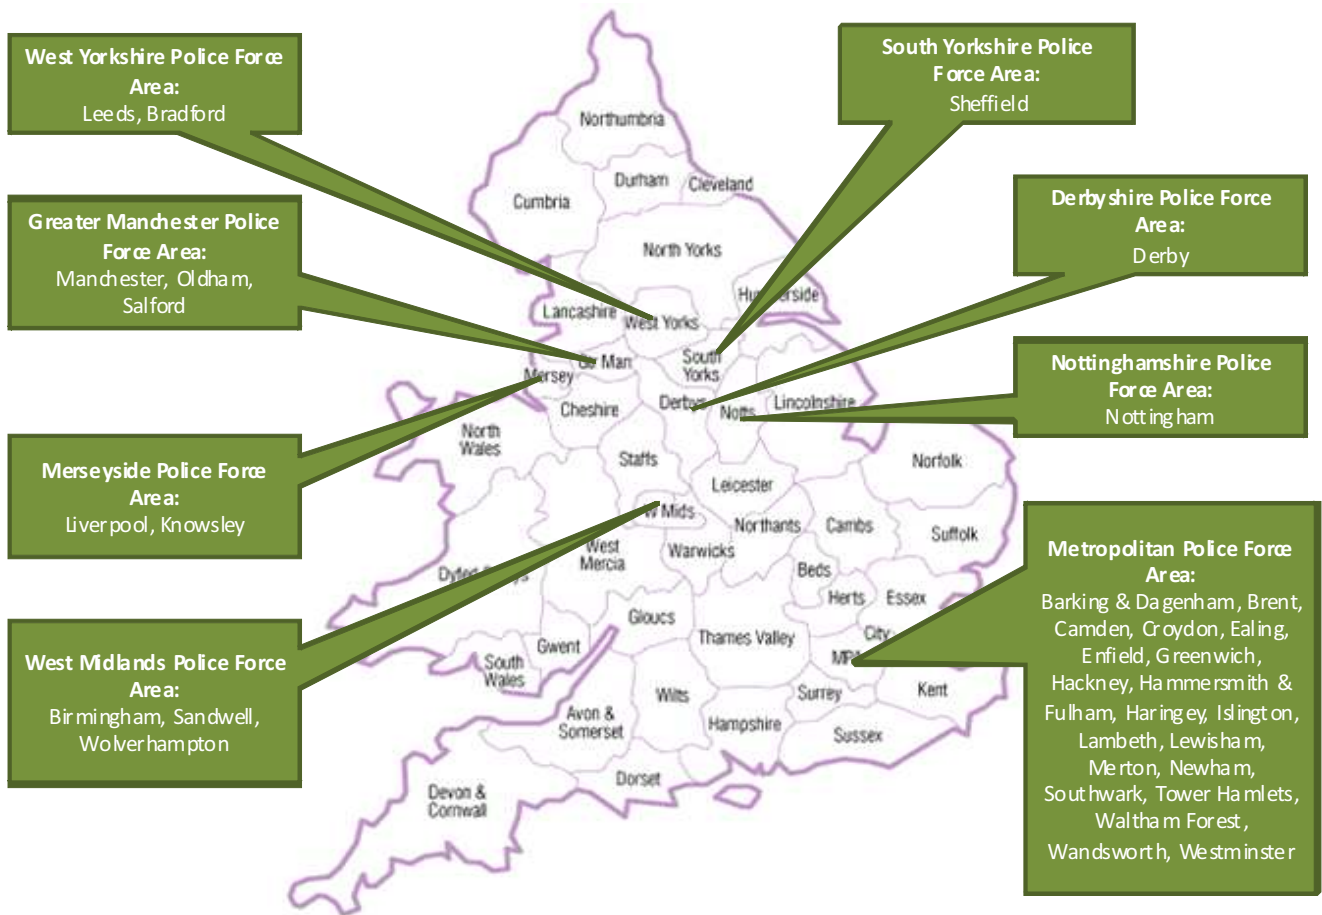 West Yorkshire Police Force
Area:
Leeds, Bradford
South Yorkshire Police
Force Area:
Sheffield
Greater Manchester Police
Force Area:
Manchester, Oldham,
Salford
Derbyshire Police Force
Area:
Derby
Nottinghamshire Police
Force Area:
Nottingham
Merseyside Police Force
Area:
Liverpool, Knowsley
West Midlands Police Force
Area:
Birmingham, Sandwell,
Wolverhampton
Metropolitan Police Force
Area:
Barking & Dagenham, Brent,
Camden, Croydon, Ealing,
Enfield, Greenwich,
Hackney, Hammersmith &
Fulham, Haringey, Islington,
Lambeth, Lewisham,
Merton, Newham,
Southwark, Tower Hamlets,
Waltham Forest,
Wandsworth, Westminster
Northumbria
Durham
Cleveland
Cumbria
North Yorks
Humberside
Lancashire
West Yorks
Man
South
Yorks
Mersey
Cheshire
Derbys
Notts
Lincolnshire
North
Wales
Staffs
Leicester
Norfolk
W Mids
Northants
Cambs
Suffolk
West
Mercia
Warwicks
Beds
Herts
Essex
Gloucs
Thames Valley
City
Gwent
South
Wales
Wilts
Surrey
Kent
Avon &
Somerset
Hampshire
Sussex
Dorset
Devon &
Cornwall